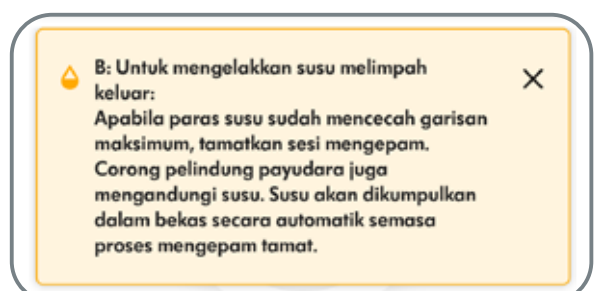 B: Untuk mengelakkan susu melimpah
keluar:
Apabila paras susu sudah mencecah garisan
maksimum, tamatkan sesi mengepam.
Corong pelindung payudara juga
mengandungi susu. Susu akan dikumpulkan
dalam bekas secara automatik semasa
proses mengepam tamat.